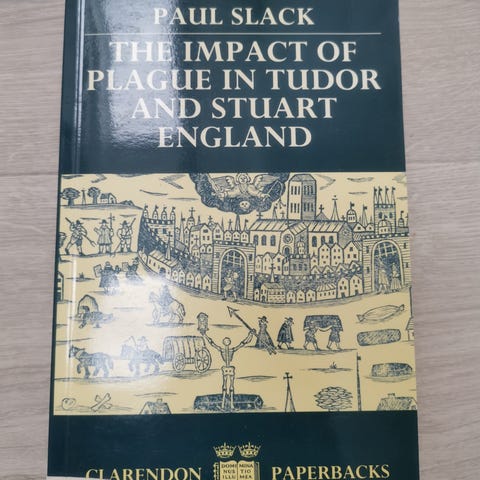 PAUL SLACK
THE IMPACT OF
PLAGUE IN TUDOR
AND STUART
ENGLAND
DOMI MINA
NUS TIO
ILLU MEA
CLARENDON PAPERBACKS